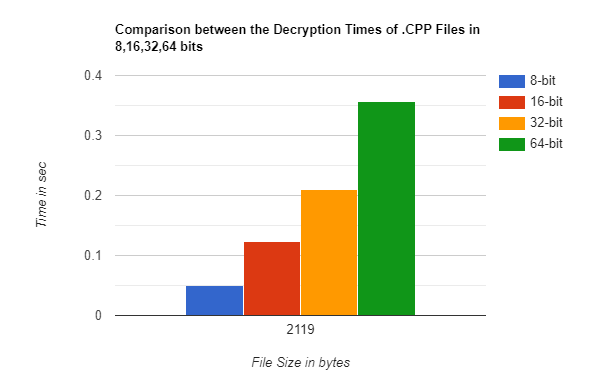 Comparison between the Decryption Times of .CPP Files in
8,16,32,64 bits
0.4
0.3
0.2
0.1
0
Time in sec
2119
File Size in bytes
8-bit
16-bit
32-bit
64-bit